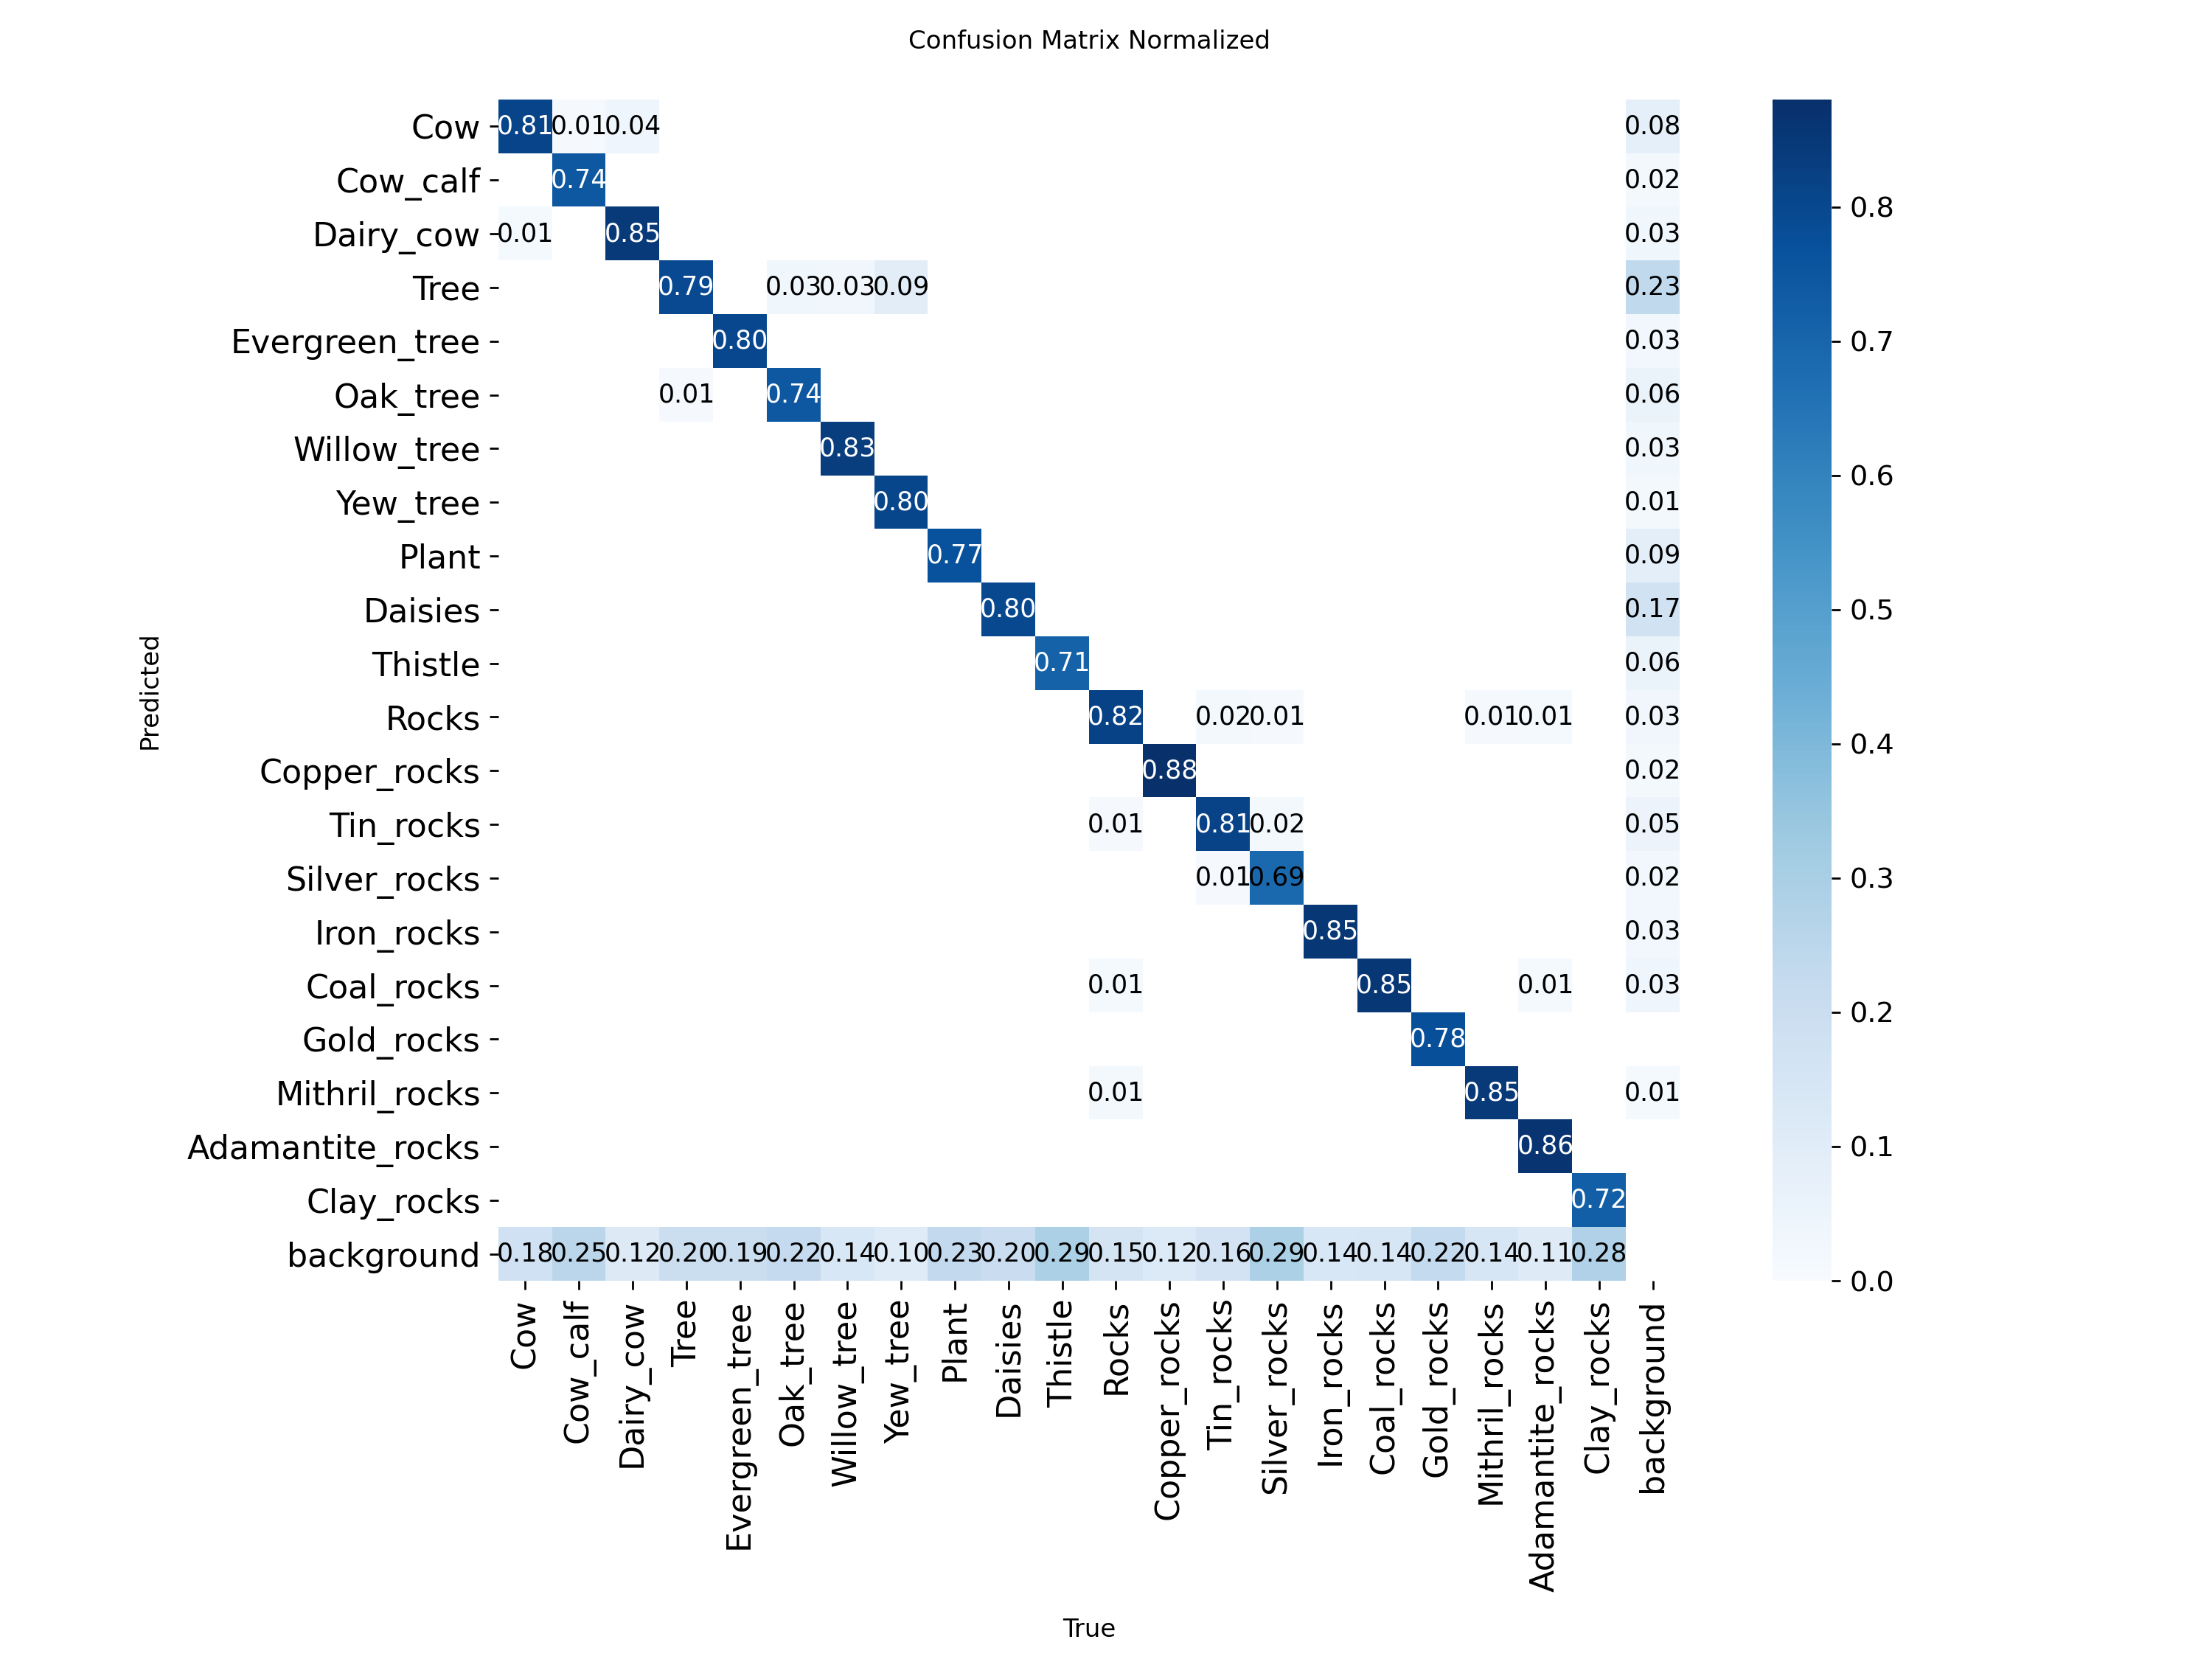 Confusion Matrix Normalized
Cow 0.81 0.01 0.04 0.08
Cow_calf 0.74 0.02
Dairy_cow 0.01 0.85 0.03
Tree 0.79 0.03 0.03 0.09 0.23
Evergreen_tree 0.80 0.03
Oak_tree 0.01 0.74 0.06
Willow_tree 0.83 0.03
Yew_tree 0.80 0.01
Plant 0.77 0.09
Daisies 0.80 0.17
Thistle 0.71 0.06
Rocks 0.82 0.02 0.01 0.01 0.01 0.03
Copper_rocks 0.88 0.02
Tin_rocks 0.01 0.81 0.02 0.05
Silver_rocks 0.01 0.69 0.02
Iron_rocks 0.85 0.03
Coal_rocks 0.01 0.85 0.01 0.03
Gold_rocks 0.78
Mithril_rocks 0.01 0.85 0.01
Adamantite_rocks 0.86
Clay_rocks 0.72
background 0.18 0.25 0.12 0.20 0.19 0.22 0.14 0.10 0.23 0.20 0.29 0.15 0.12 0.16 0.29 0.14 0.14 0.22 0.14 0.11 0.28
Predicted
Cow
Cow_calf
Dairy_cow
Tree
Evergreen_tree
Oak_tree
Willow_tree
Yew_tree
Plant
Daisies
Thistle
Rocks
Copper_rocks
Tin_rocks
Silver_rocks
Iron_rocks
Coal_rocks
Gold_rocks
Mithril_rocks
Adamantite_rocks
Clay_rocks
background
True
0.8
0.7
0.6
0.5
0.4
0.3
0.2
0.1
0.0